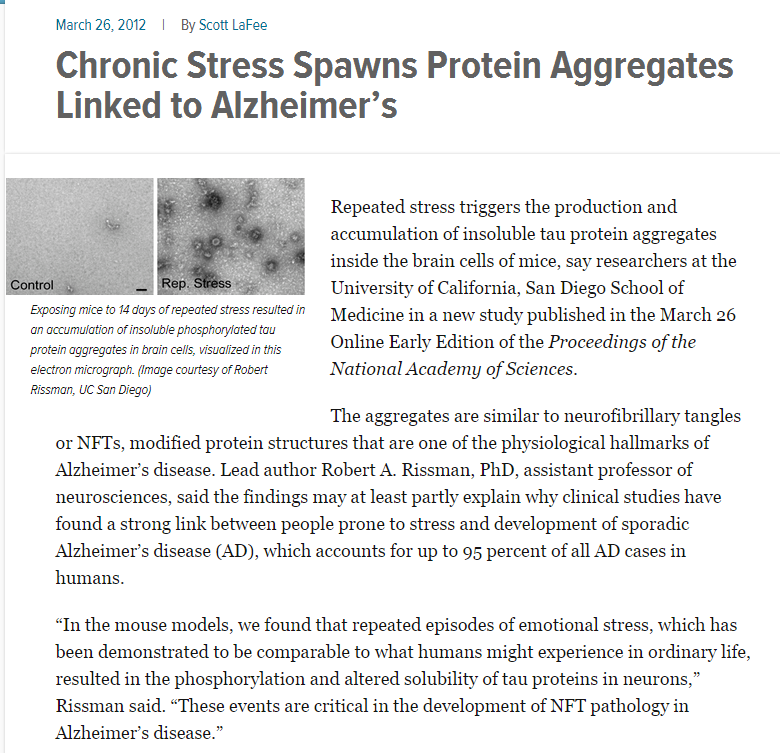 March 26, 2012 | By Scott LaFee
Chronic Stress Spawns Protein Aggregates
Linked to Alzheimer’s
Control
Rep. Stress
Exposing mice to 14 days of repeated stress resulted in
an accumulation of insoluble phosphorylated tau
protein aggregates in brain cells, visualized in this
electron micrograph. (Image courtesy of Robert
Rissman, UC San Diego)
Repeated stress triggers the production and
accumulation of insoluble tau protein aggregates
inside the brain cells of mice, say researchers at the
University of California, San Diego School of
Medicine in a new study published in the March 26
Online Early Edition of the Proceedings of the
National Academy of Sciences.
The aggregates are similar to neurofibrillary tangles
or NFTs, modified protein structures that are one of the physiological hallmarks of
Alzheimer’s disease. Lead author Robert A. Rissman, PhD, assistant professor of
neurosciences, said the findings may at least partly explain why clinical studies have
found a strong link between people prone to stress and development of sporadic
Alzheimer’s disease (AD), which accounts for up to 95 percent of all AD cases in
humans.
“In the mouse models, we found that repeated episodes of emotional stress, which has
been demonstrated to be comparable to what humans might experience in ordinary life,
resulted in the phosphorylation and altered solubility of tau proteins in neurons,”
Rissman said. “These events are critical in the development of NFT pathology in
Alzheimer’s disease.”